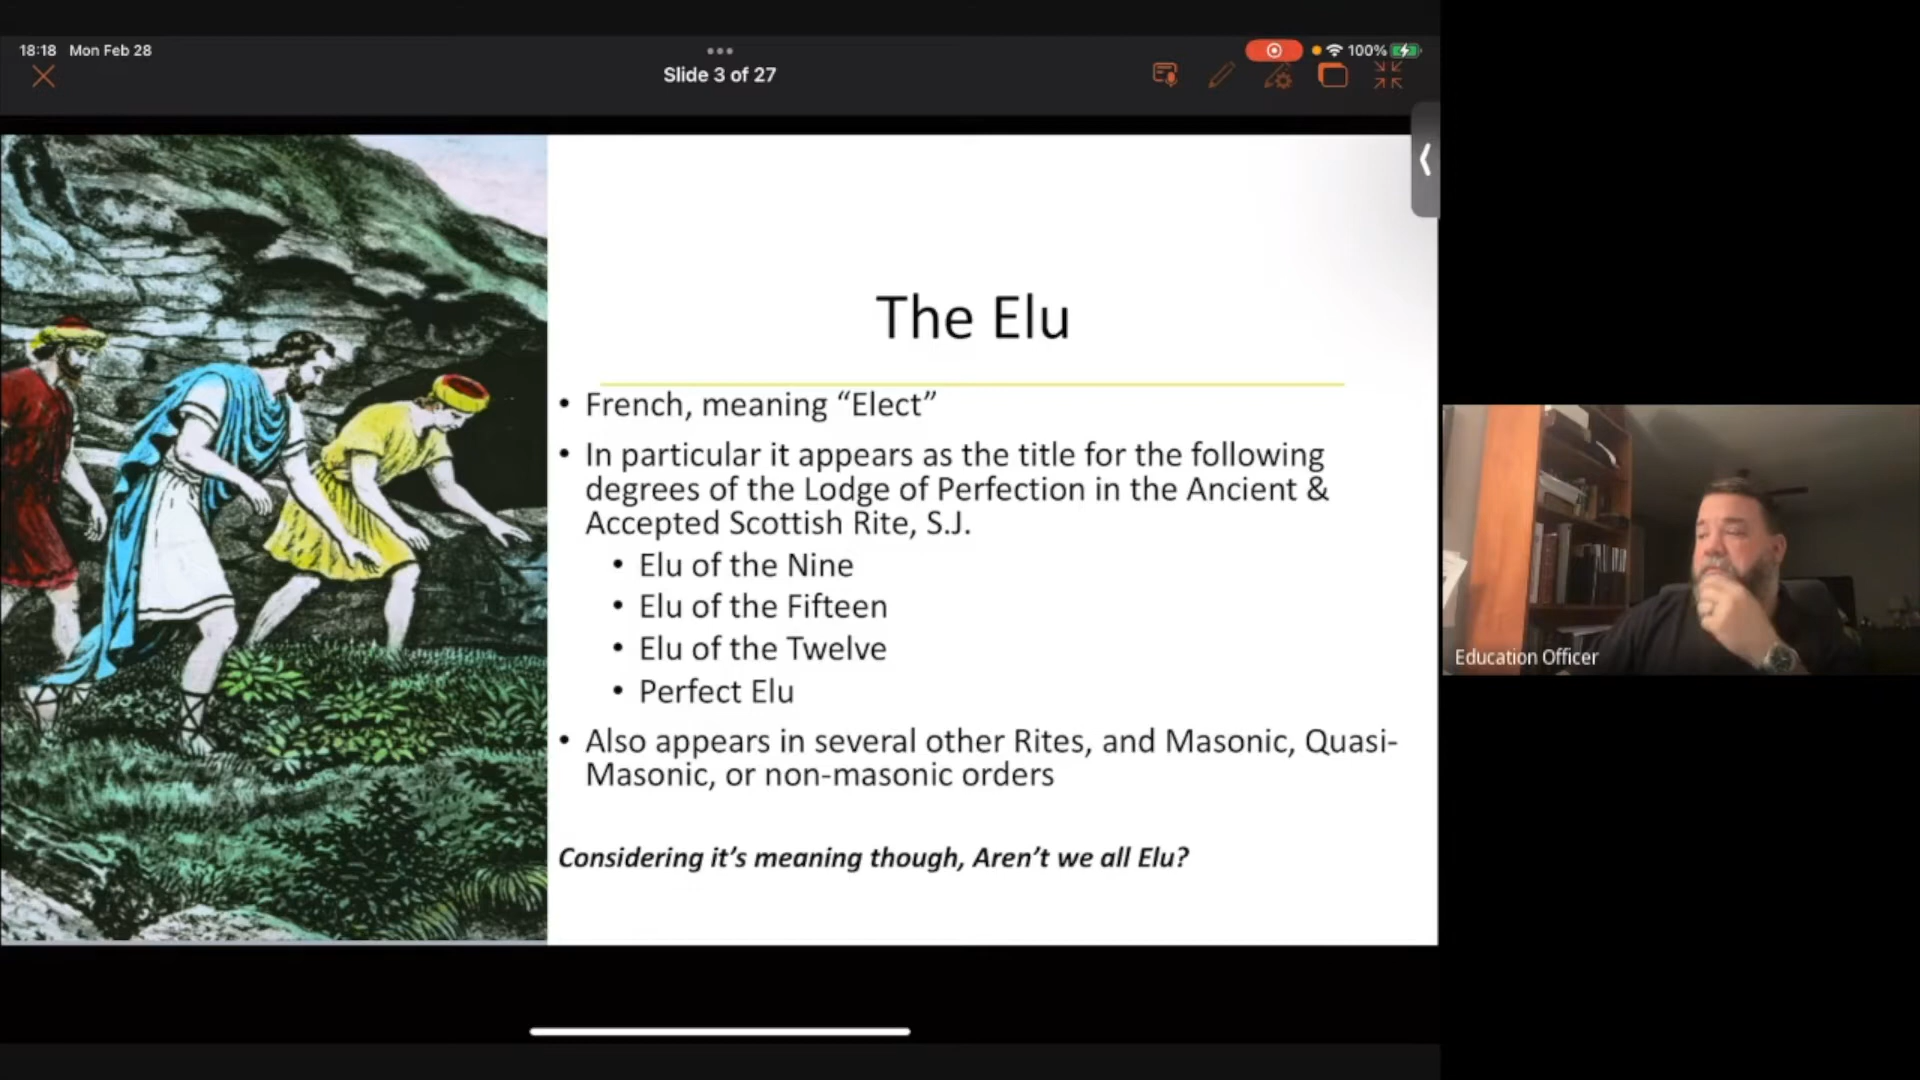 18:18 Mon Feb 28
100%
Slide 3 of 27
The Elu
• French, meaning “Elect”
• In particular it appears as the title for the following
degrees of the Lodge of Perfection in the Ancient &
Accepted Scottish Rite, S.J.
• Elu of the Nine
• Elu of the Fifteen
• Elu of the Twelve
• Perfect Elu
• Also appears in several other Rites, and Masonic, Quasi-
Masonic, or non-masonic orders
Considering it’s meaning though, Aren’t we all Elu?
Education Officer